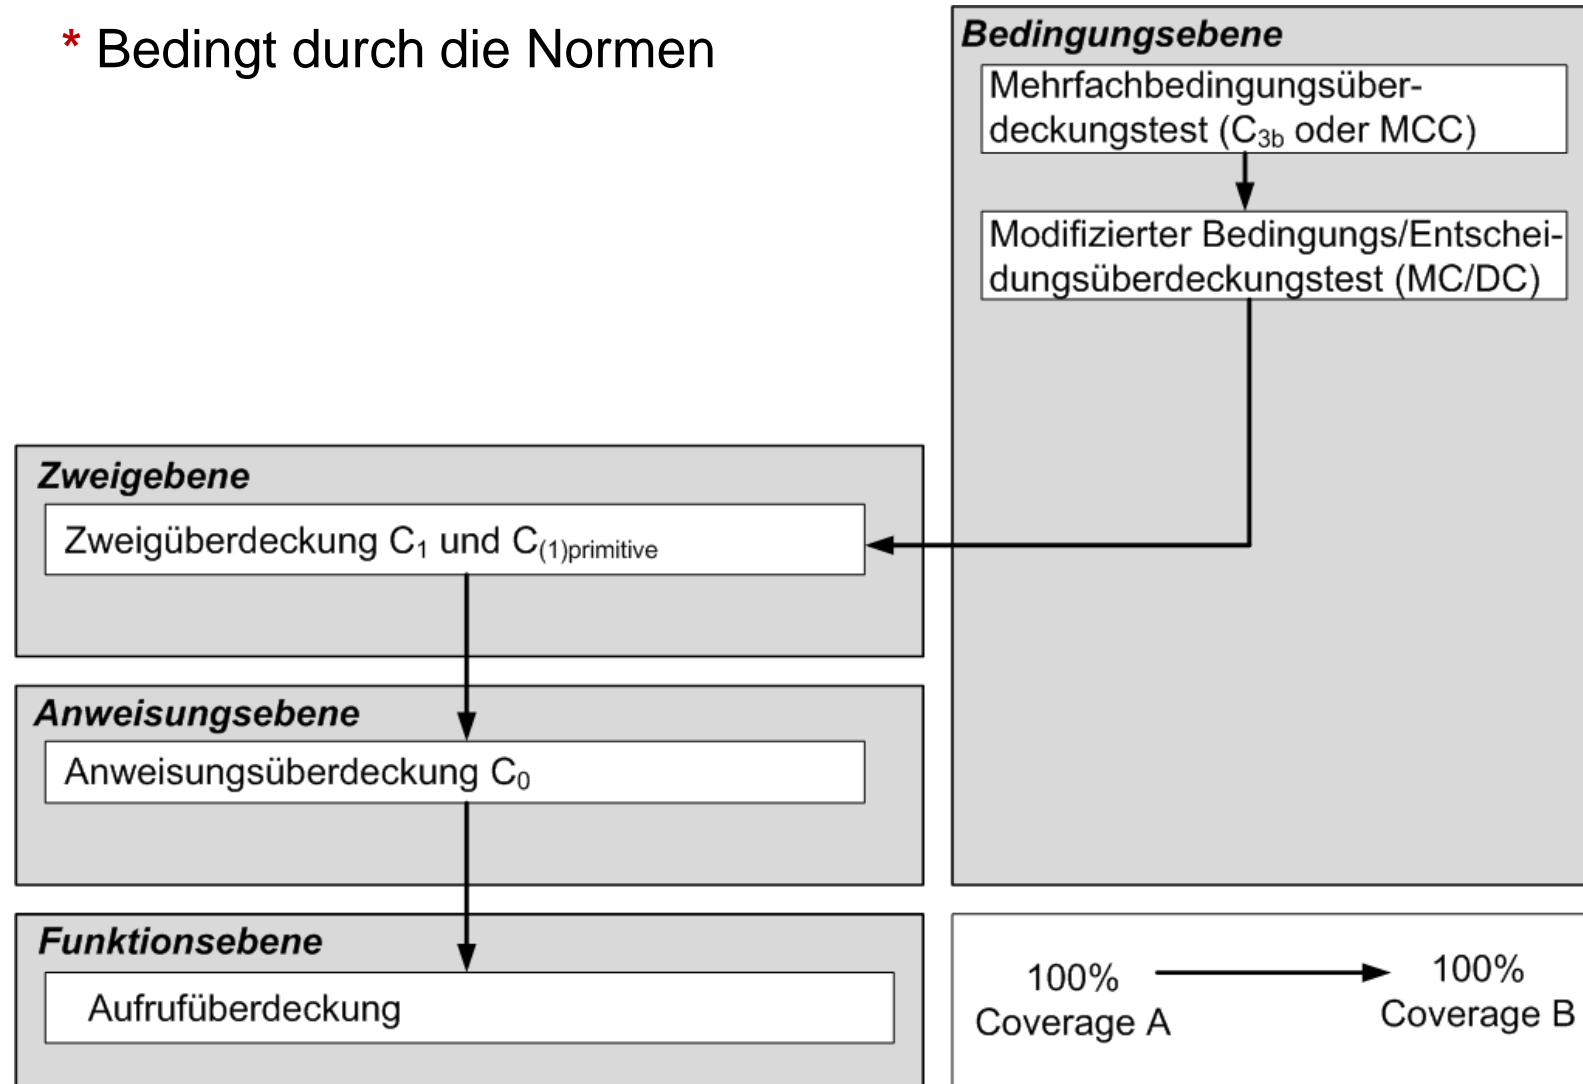 * Bedingt durch die Normen
Bedingungsebene
Mehrfachbedingungsüber-
deckungstest (C3b oder MCC)
Modifizierter Bedingungs/Entschei-
dungsüberdeckungstest (MC/DC)
Zweigebene
Zweigüberdeckung C1 und C(1)primitive
Anweisungsebene
Anweisungsüberdeckung C0
Funktionsebene
Aufrufüberdeckung
100%
Coverage A
100%
Coverage B